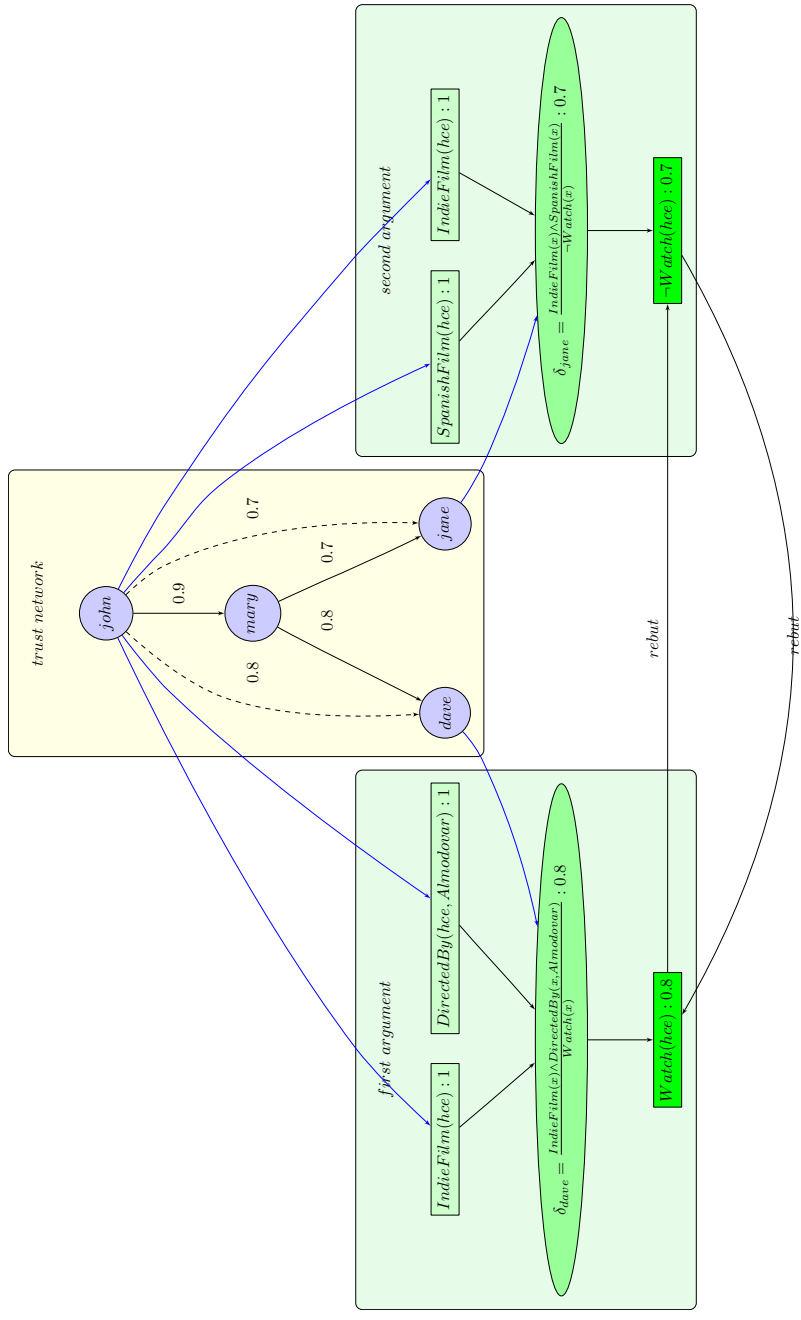 trust network
john
0.9
0.8
0.7
mary
0.8
0.7
dave
jane
first argument
IndieFilm(hce) : 1
DirectedBy(hce, Almodovar) : 1
δ_dave = IndieFilm(x)∧DirectedBy(x,Almodovar) / Watch(x) : 0.8
Watch(hce) : 0.8
second argument
SpanishFilm(hce) : 1
IndieFilm(hce) : 1
δ_jane = IndieFilm(x)∧SpanishFilm(x) / ¬Watch(x) : 0.7
¬Watch(hce) : 0.7
rebut
rebut